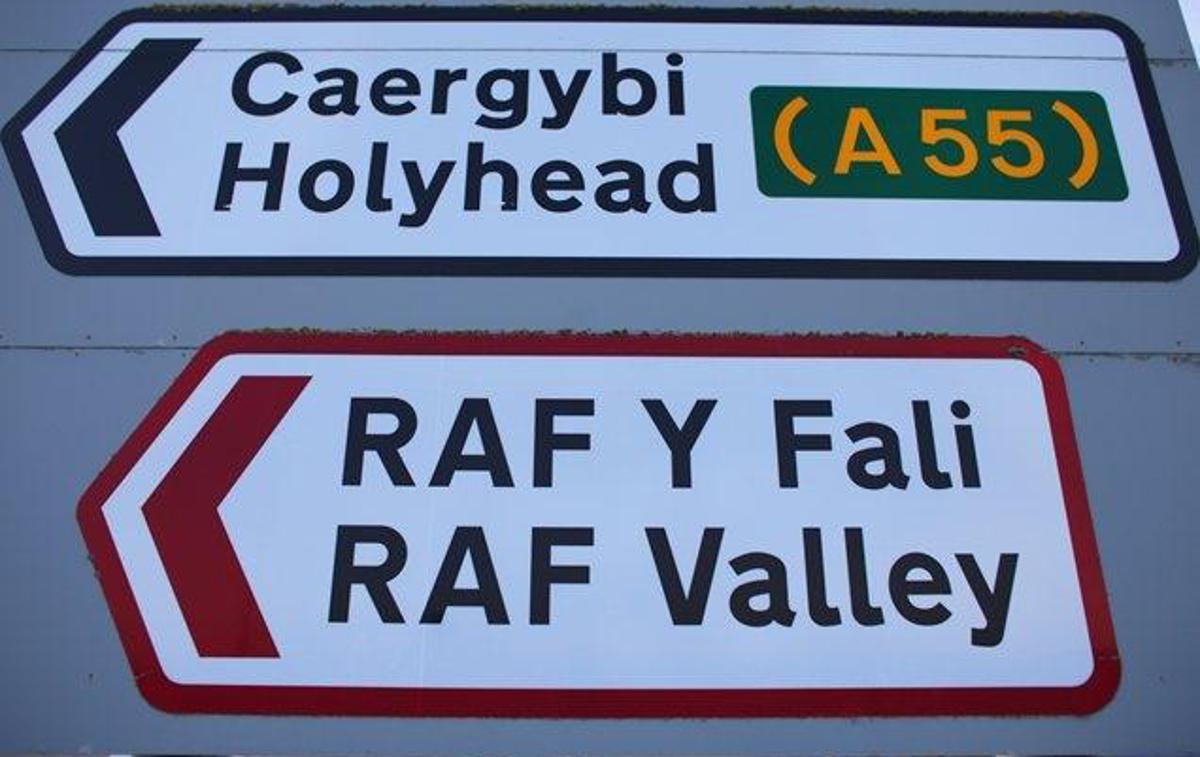 Caergybi
Holyhead
(A55)
RAF Y Fali
RAF Valley